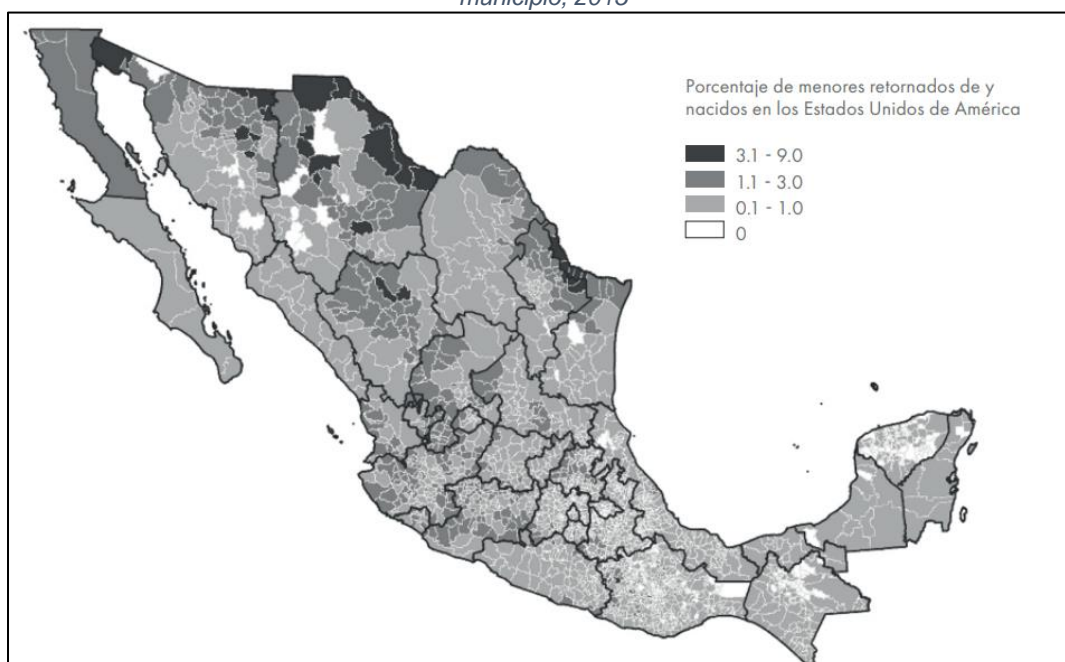 municipio, 2015
Porcentaje de menores retornados de y
nacidos en los Estados Unidos de América
3.1 - 9.0
1.1 - 3.0
0.1 - 1.0
0